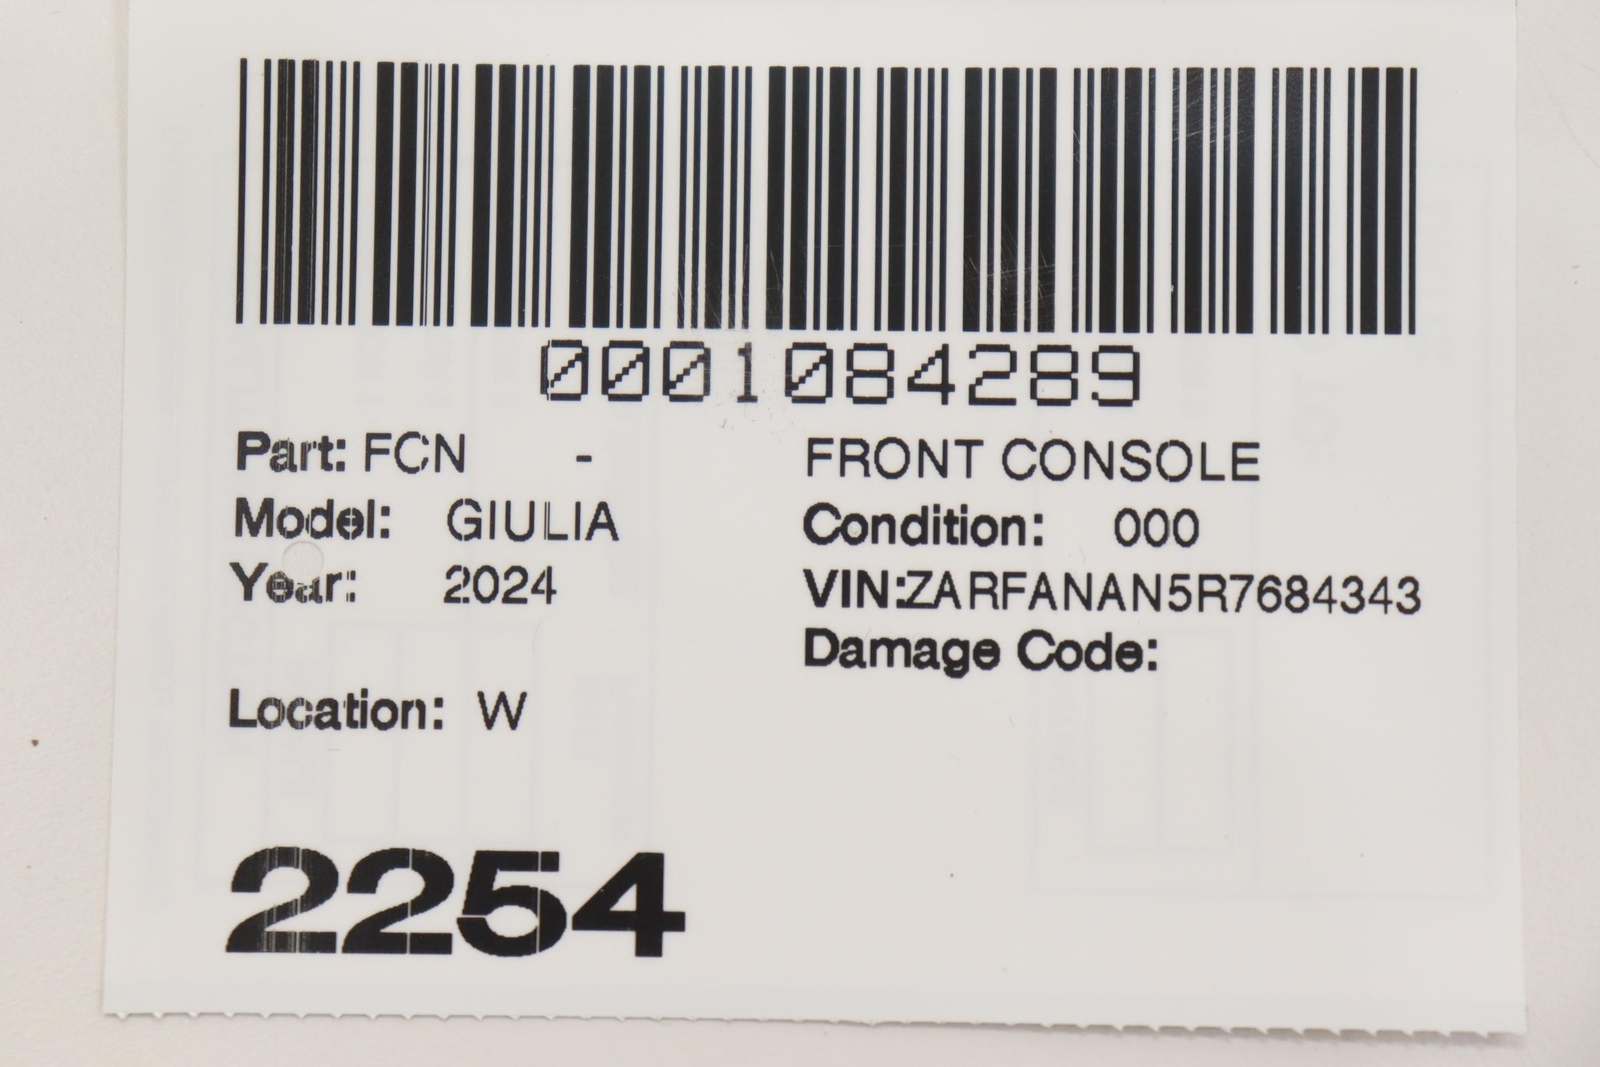 0001084289
Part: FCN - FRONT CONSOLE
Model: GIULIA Condition: 000
Year: 2024 VIN:ZARFANAN5R7684343
Damage Code:
Location: W
2254